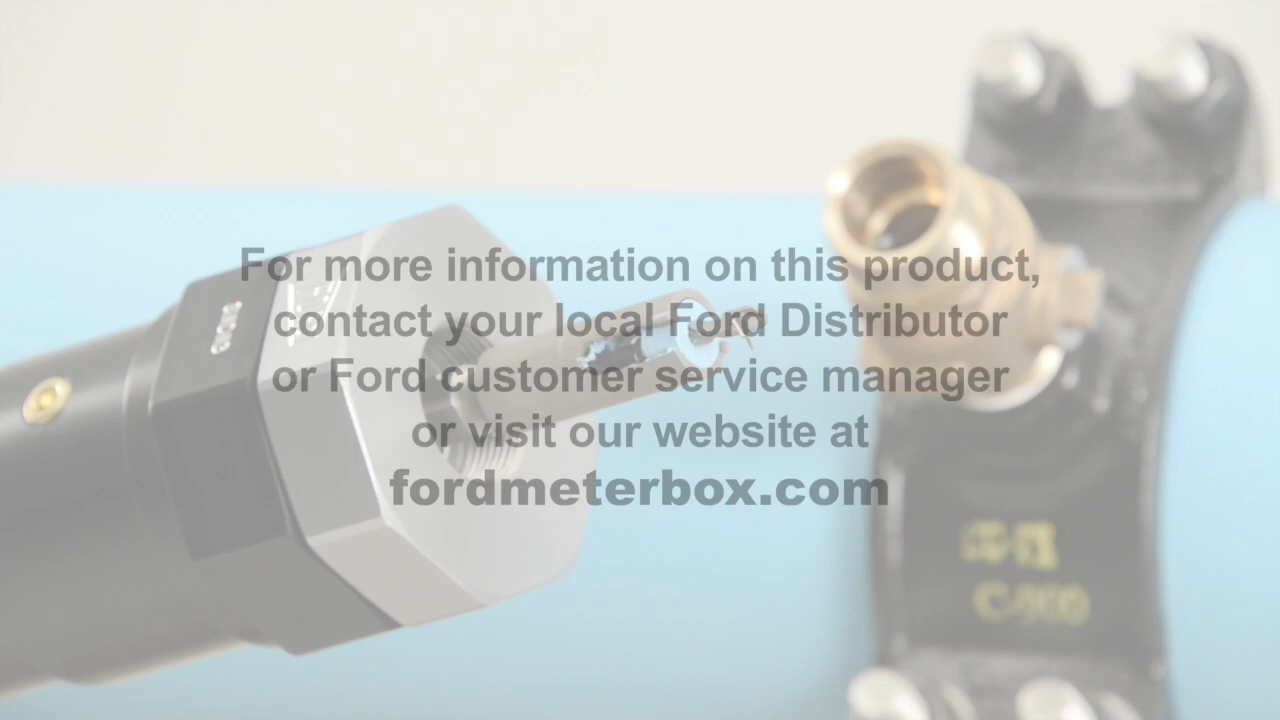 For more information on this product,
contact your local Ford Distributor
or Ford customer service manager
or visit our website at
fordmeterbox.com
C-900